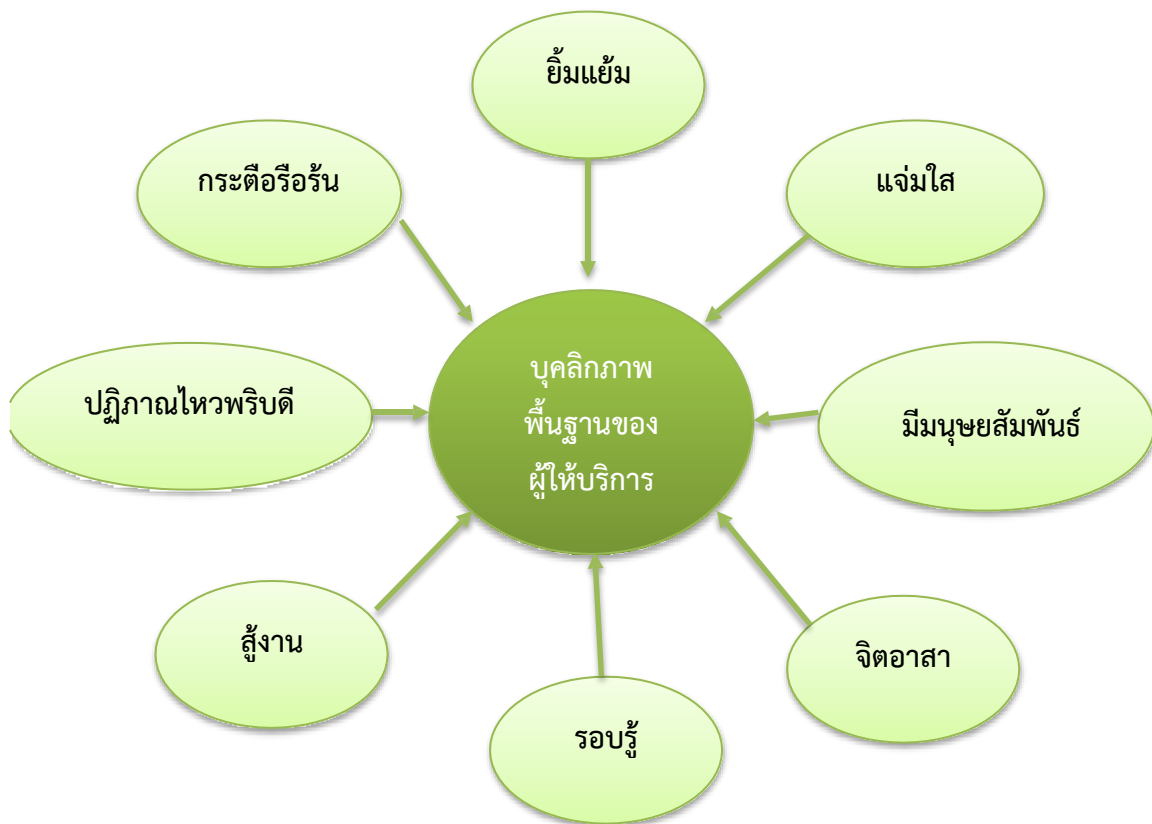 ยิ้มแย้ม
กระตือรือร้น
แจ่มใส
บุคลิกภาพ
พื้นฐานของ
ผู้ให้บริการ
ปฏิภาณไหวพริบดี
มีมนุษยสัมพันธ์
สู้งาน
จิตอาสา
รอบรู้